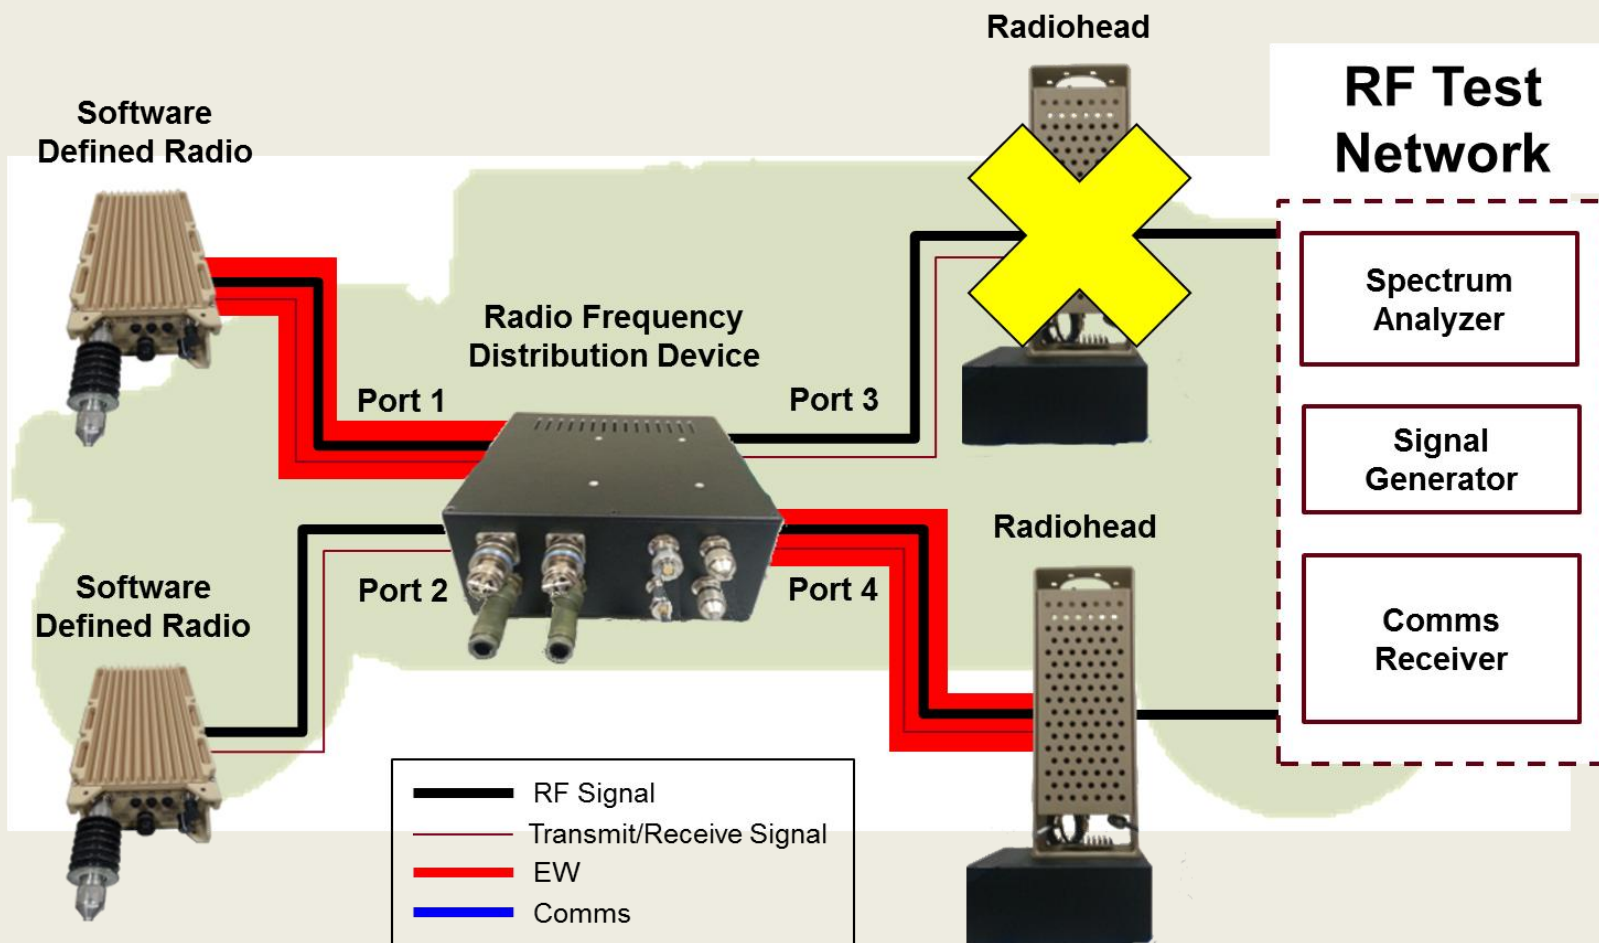 Radiohead
RF Test
Network
Software
Defined Radio
Spectrum
Analyzer
Radio Frequency
Distribution Device
Port 1
Port 3
Signal
Generator
Radiohead
Port 2
Port 4
Software
Defined Radio
Comms
Receiver
RF Signal
Transmit/Receive Signal
EW
Comms